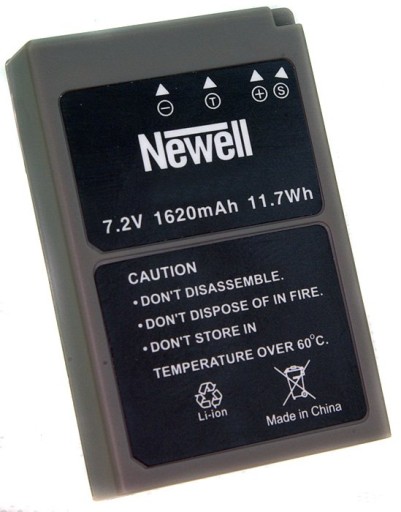 − T + S
Newell
7.2V 1620mAh 11.7Wh
CAUTION
•DON'T DISASSEMBLE.
•DON'T DISPOSE OF IN FIRE.
•DON'T STORE IN
TEMPERATURE OVER 60°C.
Li-ion
Made in China